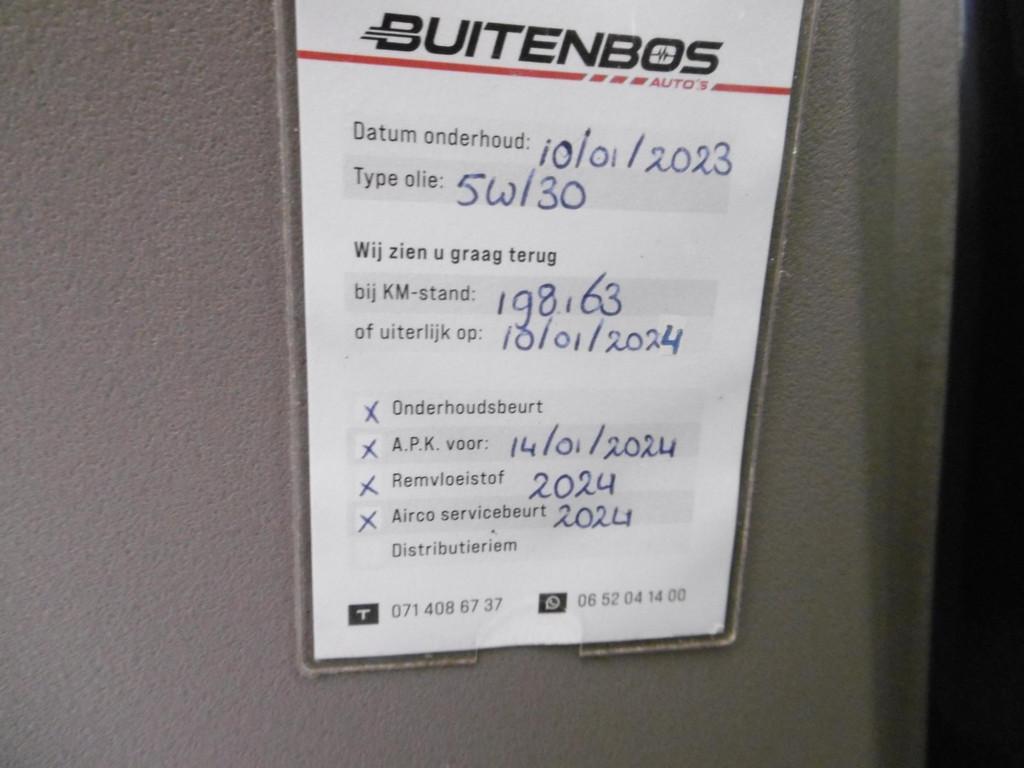 BUITENBOS
AUTO'S
Datum onderhoud: 10/01/2023
Type olie: 5W/30
Wij zien u graag terug
bij KM-stand: 198.163
of uiterlijk op: 10/01/2024
x Onderhoudsbeurt
x A.P.K. voor: 14/01/2024
x Remvloeistof 2024
x Airco servicebeurt 2024
Distributieriem
T 071 408 67 37 06 52 04 14 00